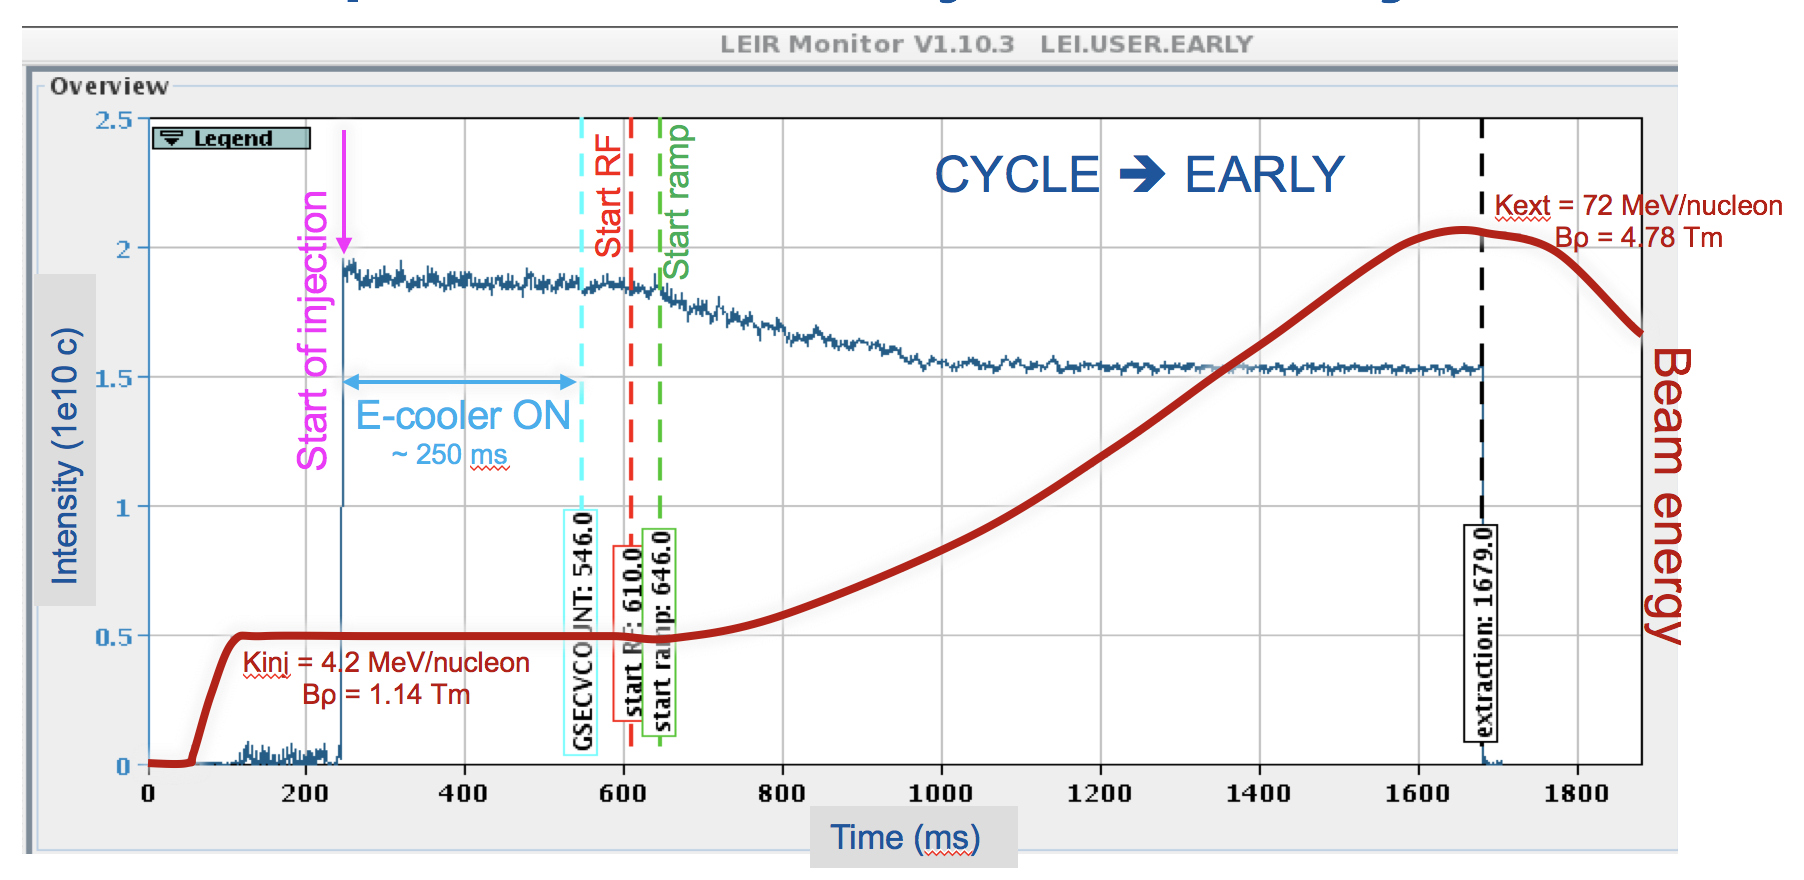 LEIR Monitor V1.10.3 LEI.USER.EARLY
Overview
Legend
CYCLE ➔ EARLY
Start of injection
Start RF
Start ramp
Kext = 72 MeV/nucleon
Bρ = 4.78 Tm
E-cooler ON
~ 250 ms
Kinj = 4.2 MeV/nucleon
Bρ = 1.14 Tm
GSECVCOUNT: 546.0
start RF: 610.0
start ramp: 646.0
extraction: 1679.0
Intensity (1e10 c)
2.5
2
1.5
1
0.5
0
Beam energy
0 200 400 600 800 1000 1200 1400 1600 1800
Time (ms)